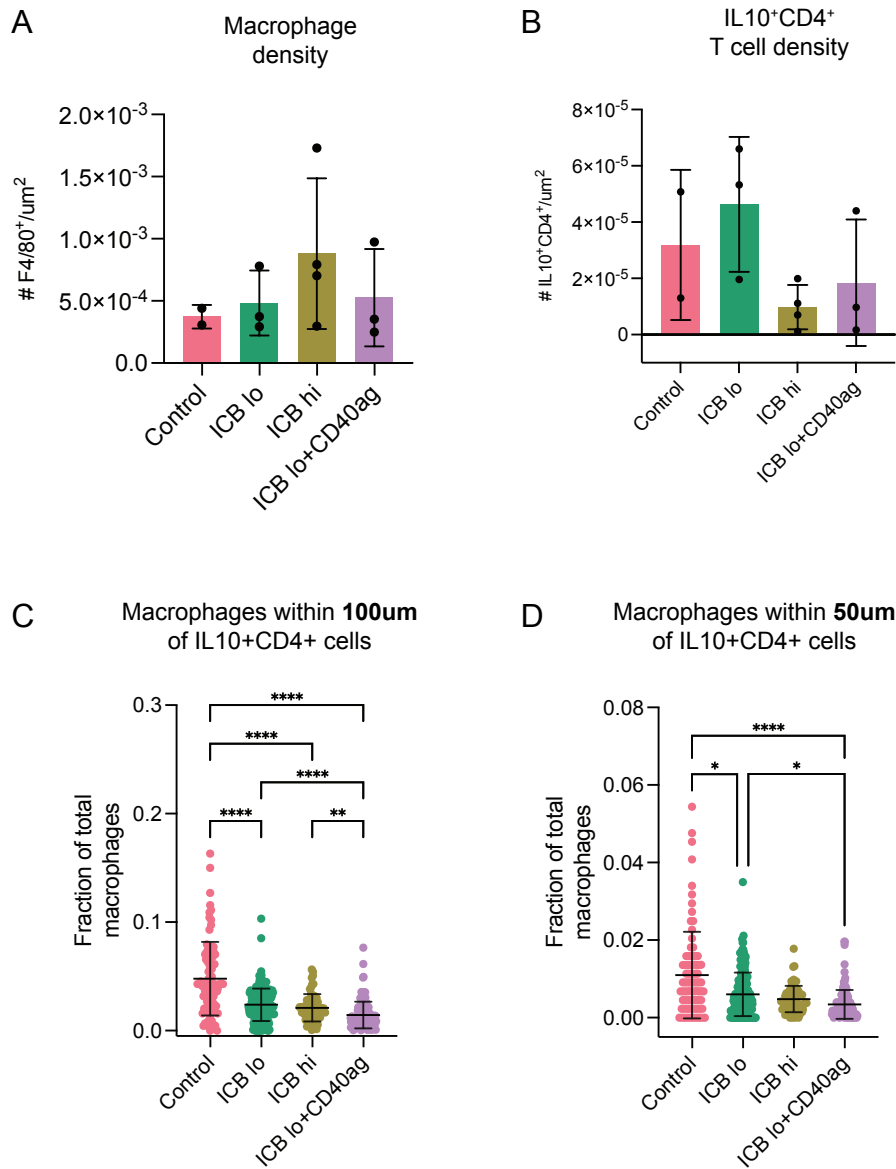 A
Macrophage
density
# F4/80⁺/um²
2.0×10⁻³
1.5×10⁻³
1.0×10⁻³
5.0×10⁻⁴
0.0
Control
ICB lo
ICB hi
ICB lo+CD40ag
B
IL10⁺CD4⁺
T cell density
# IL10⁺CD4⁺/um²
8×10⁻⁵
6×10⁻⁵
4×10⁻⁵
2×10⁻⁵
0
Control
ICB lo
ICB hi
ICB lo+CD40ag
C
Macrophages within 100um
of IL10+CD4+ cells
Fraction of total
macrophages
0.3
0.2
0.1
0.0
****
****
****
****
**
Control
ICB lo
ICB hi
ICB lo+CD40ag
D
Macrophages within 50um
of IL10+CD4+ cells
Fraction of total
macrophages
0.08
0.06
0.04
0.02
0.00
****
*
*
Control
ICB lo
ICB hi
ICB lo+CD40ag